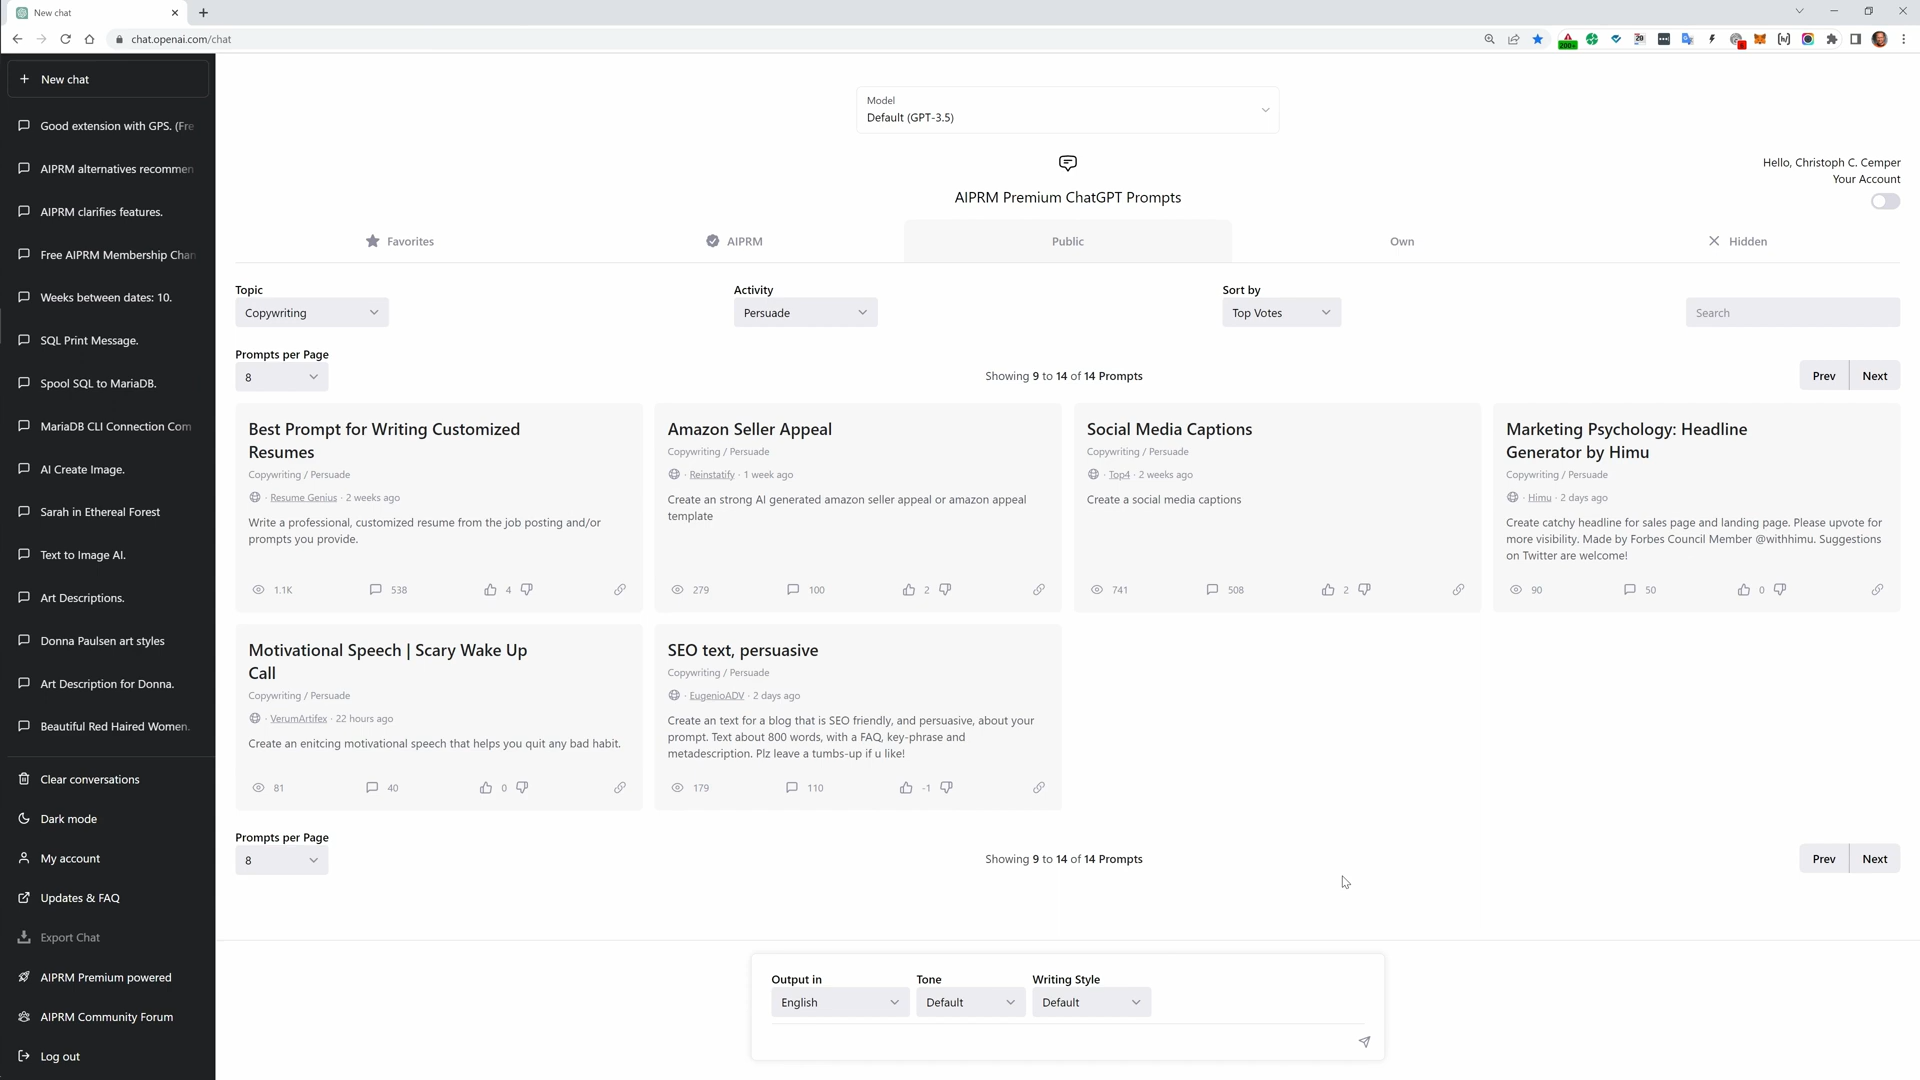 New chat
chat.openai.com/chat
New chat
Good extension with GPS. (Fre
AIPRM alternatives recommen
AIPRM clarifies features.
Free AIPRM Membership Chan
Weeks between dates: 10.
SQL Print Message.
Spool SQL to MariaDB.
MariaDB CLI Connection Com
AI Create Image.
Sarah in Ethereal Forest
Text to Image AI.
Art Descriptions.
Donna Paulsen art styles
Art Description for Donna.
Beautiful Red Haired Women.
Clear conversations
Dark mode
My account
Updates & FAQ
Export Chat
AIPRM Premium powered
AIPRM Community Forum
Log out
Model
Default (GPT-3.5)
Hello, Christoph C. Cemper
Your Account
AIPRM Premium ChatGPT Prompts
Favorites
AIPRM
Public
Own
Hidden
Topic
Copywriting
Activity
Persuade
Sort by
Top Votes
Search
Prompts per Page
8
Showing 9 to 14 of 14 Prompts
Prev
Next
Best Prompt for Writing Customized
Resumes
Copywriting / Persuade
· Resume Genius · 2 weeks ago
Write a professional, customized resume from the job posting and/or
prompts you provide.
1.1K
538
4
Amazon Seller Appeal
Copywriting / Persuade
· Reinstatify · 1 week ago
Create an strong AI generated amazon seller appeal or amazon appeal
template
279
100
2
Social Media Captions
Copywriting / Persuade
· Top4 · 2 weeks ago
Create a social media captions
741
508
2
Marketing Psychology: Headline
Generator by Himu
Copywriting / Persuade
· Himu · 2 days ago
Create catchy headline for sales page and landing page. Please upvote for
more visibility. Made by Forbes Council Member @withhimu. Suggestions
on Twitter are welcome!
90
50
0
Motivational Speech | Scary Wake Up
Call
Copywriting / Persuade
· VerumArtifex · 22 hours ago
Create an enitcing motivational speech that helps you quit any bad habit.
81
40
0
SEO text, persuasive
Copywriting / Persuade
· EugenioADV · 2 days ago
Create an text for a blog that is SEO friendly, and persuasive, about your
prompt. Text about 800 words, with a FAQ, key-phrase and
metadescription. Plz leave a tumbs-up if u like!
179
110
-1
Prompts per Page
8
Showing 9 to 14 of 14 Prompts
Prev
Next
Output in
English
Tone
Default
Writing Style
Default